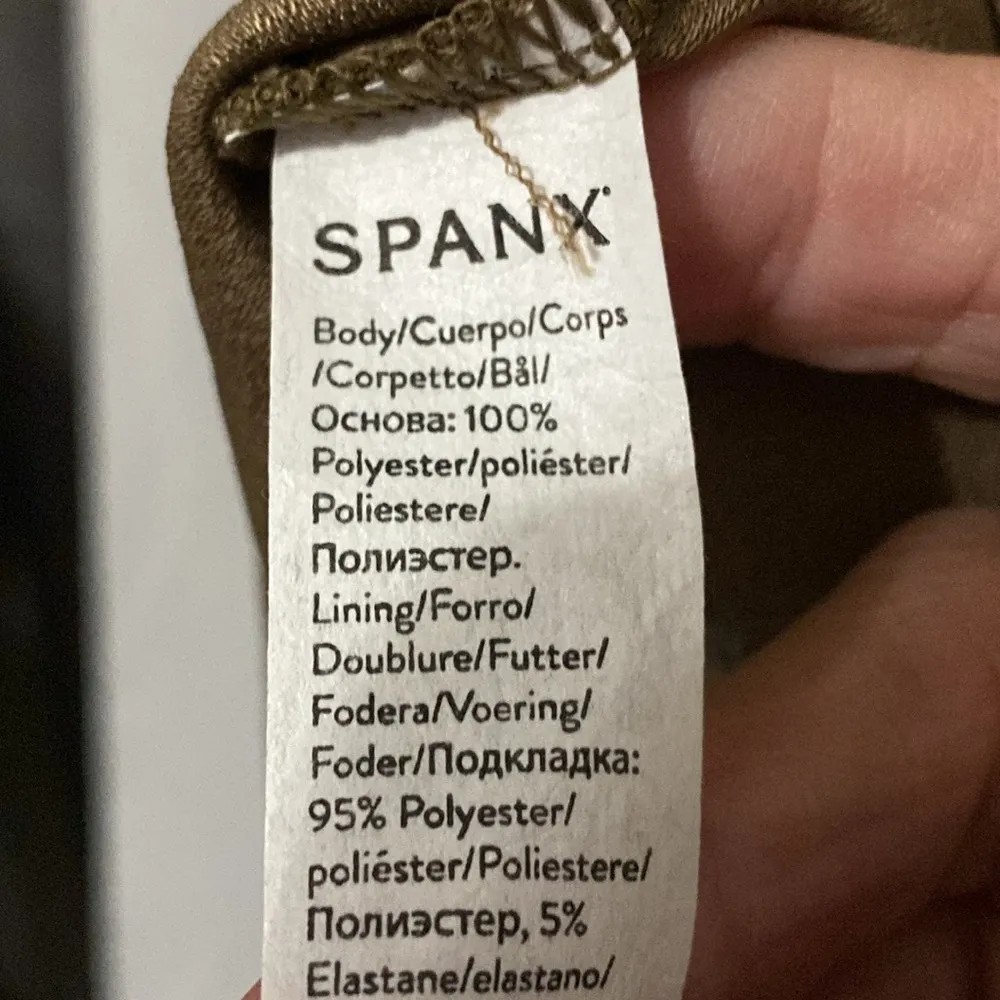 SPANX®
Body/Cuerpo/Corps
/Corpetto/Bål/
Основа: 100%
Polyester/poliéster/
Poliestere/
Полиэстер.
Lining/Forro/
Doublure/Futter/
Fodera/Voering/
Foder/Подкладка:
95% Polyester/
poliéster/Poliestere/
Полиэстер, 5%
Elastane/elastano/